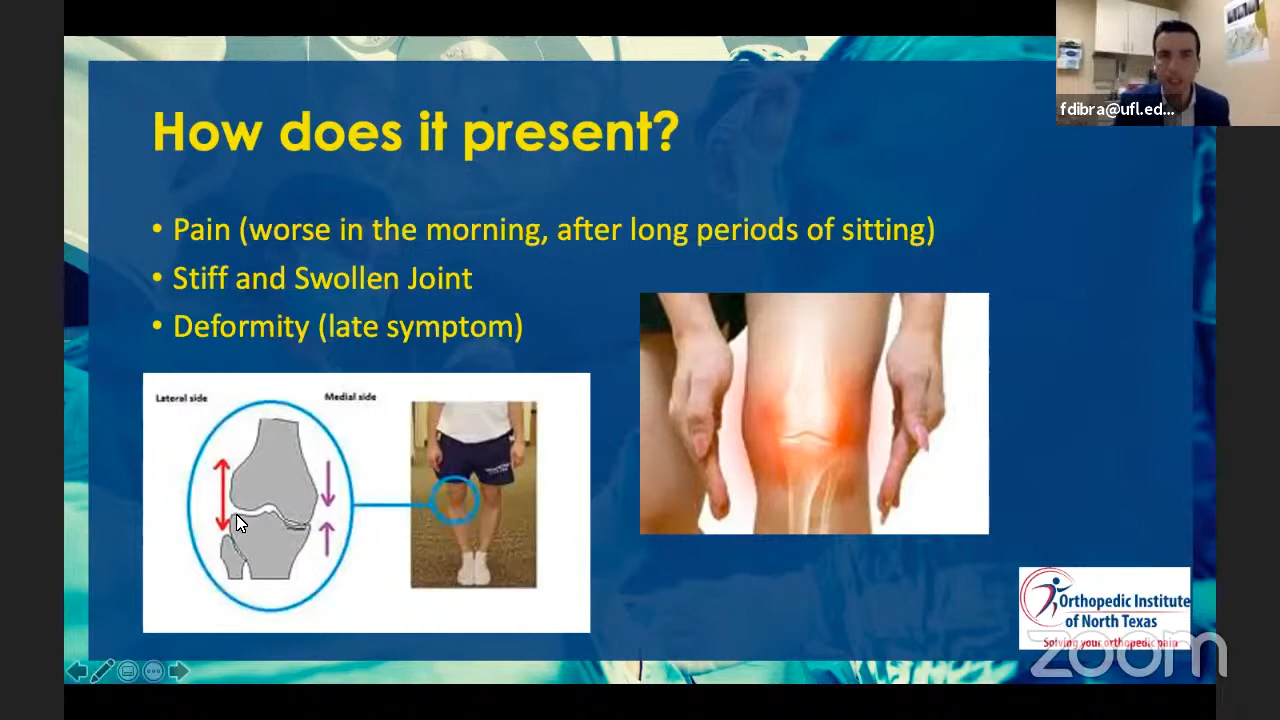 fdibra@ufl.ed...
How does it present?
• Pain (worse in the morning, after long periods of sitting)
• Stiff and Swollen Joint
• Deformity (late symptom)
Lateral side
Medial side
Orthopedic Institute
of North Texas
Solving your orthopedic pain
zoom